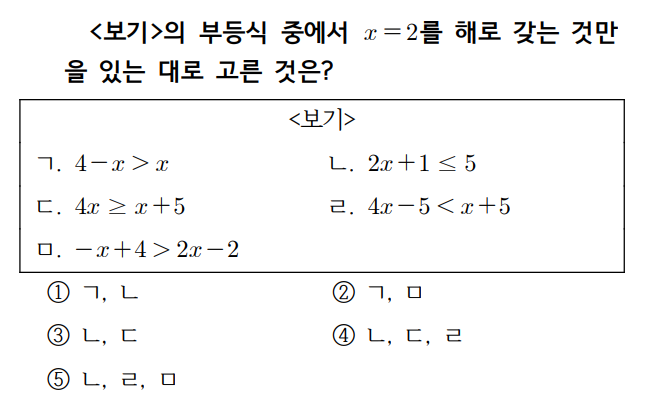 <보기>의 부등식 중에서 x=2를 해로 갖는 것만
을 있는 대로 고른 것은?
<보기>
ㄱ. 4-x>x ㄴ. 2x+1≤5
ㄷ. 4x≥x+5 ㄹ. 4x-5<x+5
ㅁ. -x+4>2x-2
① ㄱ, ㄴ ② ㄱ, ㅁ
③ ㄴ, ㄷ ④ ㄴ, ㄷ, ㄹ
⑤ ㄴ, ㄹ, ㅁ